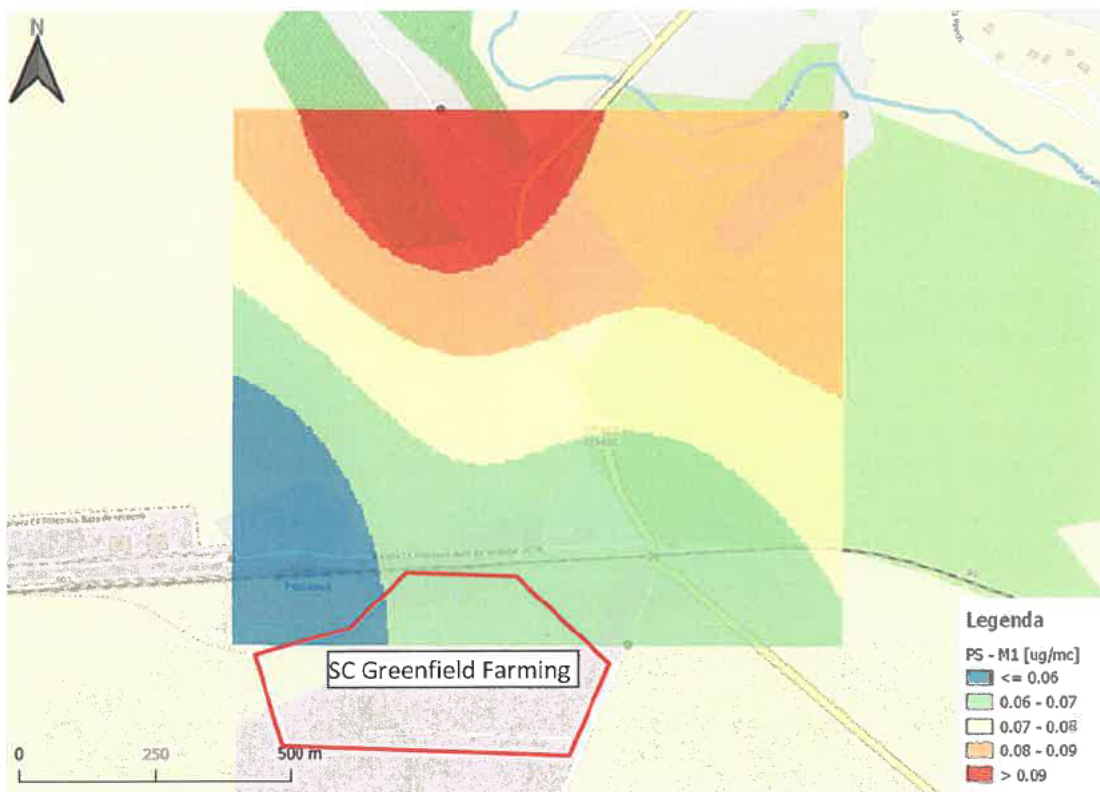 N
SC Greenfield Farming
0 250 500 m
Legenda
PS - M1 [ug/mc]
<= 0.06
0.06 - 0.07
0.07 - 0.08
0.08 - 0.09
> 0.09